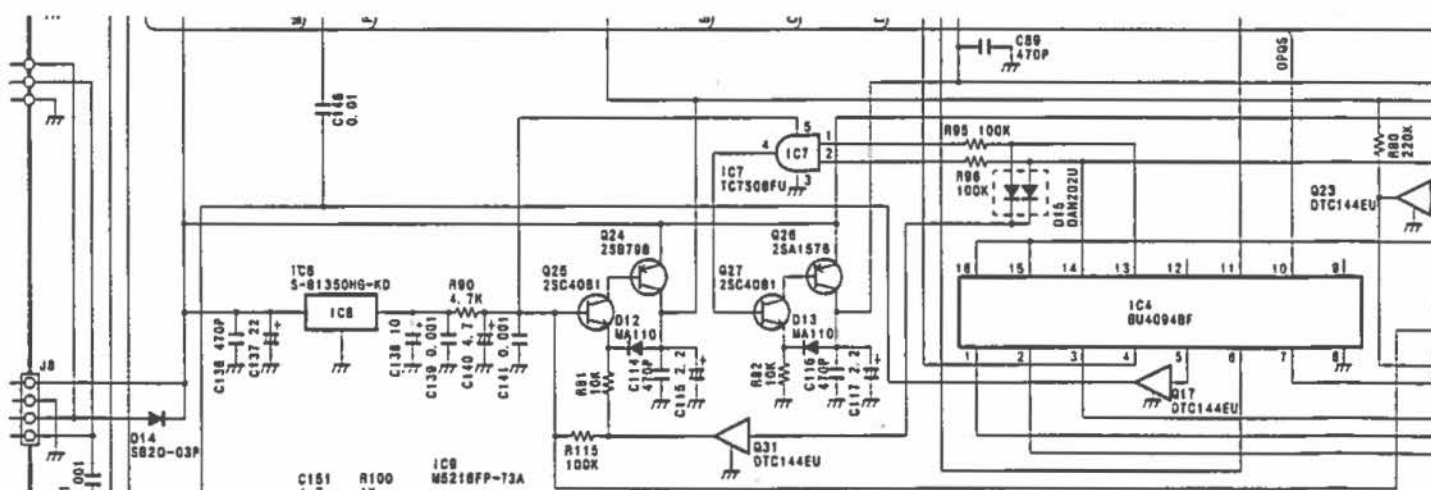 C89
470P
OPQS
C148
0.01
5
4
1
2
IC7
3
IC7
TC7S08FU
R95 100K
R96
100K
D15
DAN202U
R80
220K
Q23
DTC144EU
Q24
2SB798
Q26
2SA1576
Q25
2SC4081
Q27
2SC4081
IC6
S-81350HG-KD
IC6
R90
4.7K
D12
MA110
D13
MA110
16
15
14
13
12
11
10
9
IC4
BU4094BF
1
2
3
4
5
6
7
8
C136 470P
C137 22
C138 10
C139 0.001
C140 4.7
C141 0.001
R81
10K
C114
470P
C115 2.2
R82
10K
C116
470P
C117 2.2
Q17
DTC144EU
J8
D14
SB20-03P
R115
100K
Q31
DTC144EU
001
C151
R100
IC9
M5218FP-73A